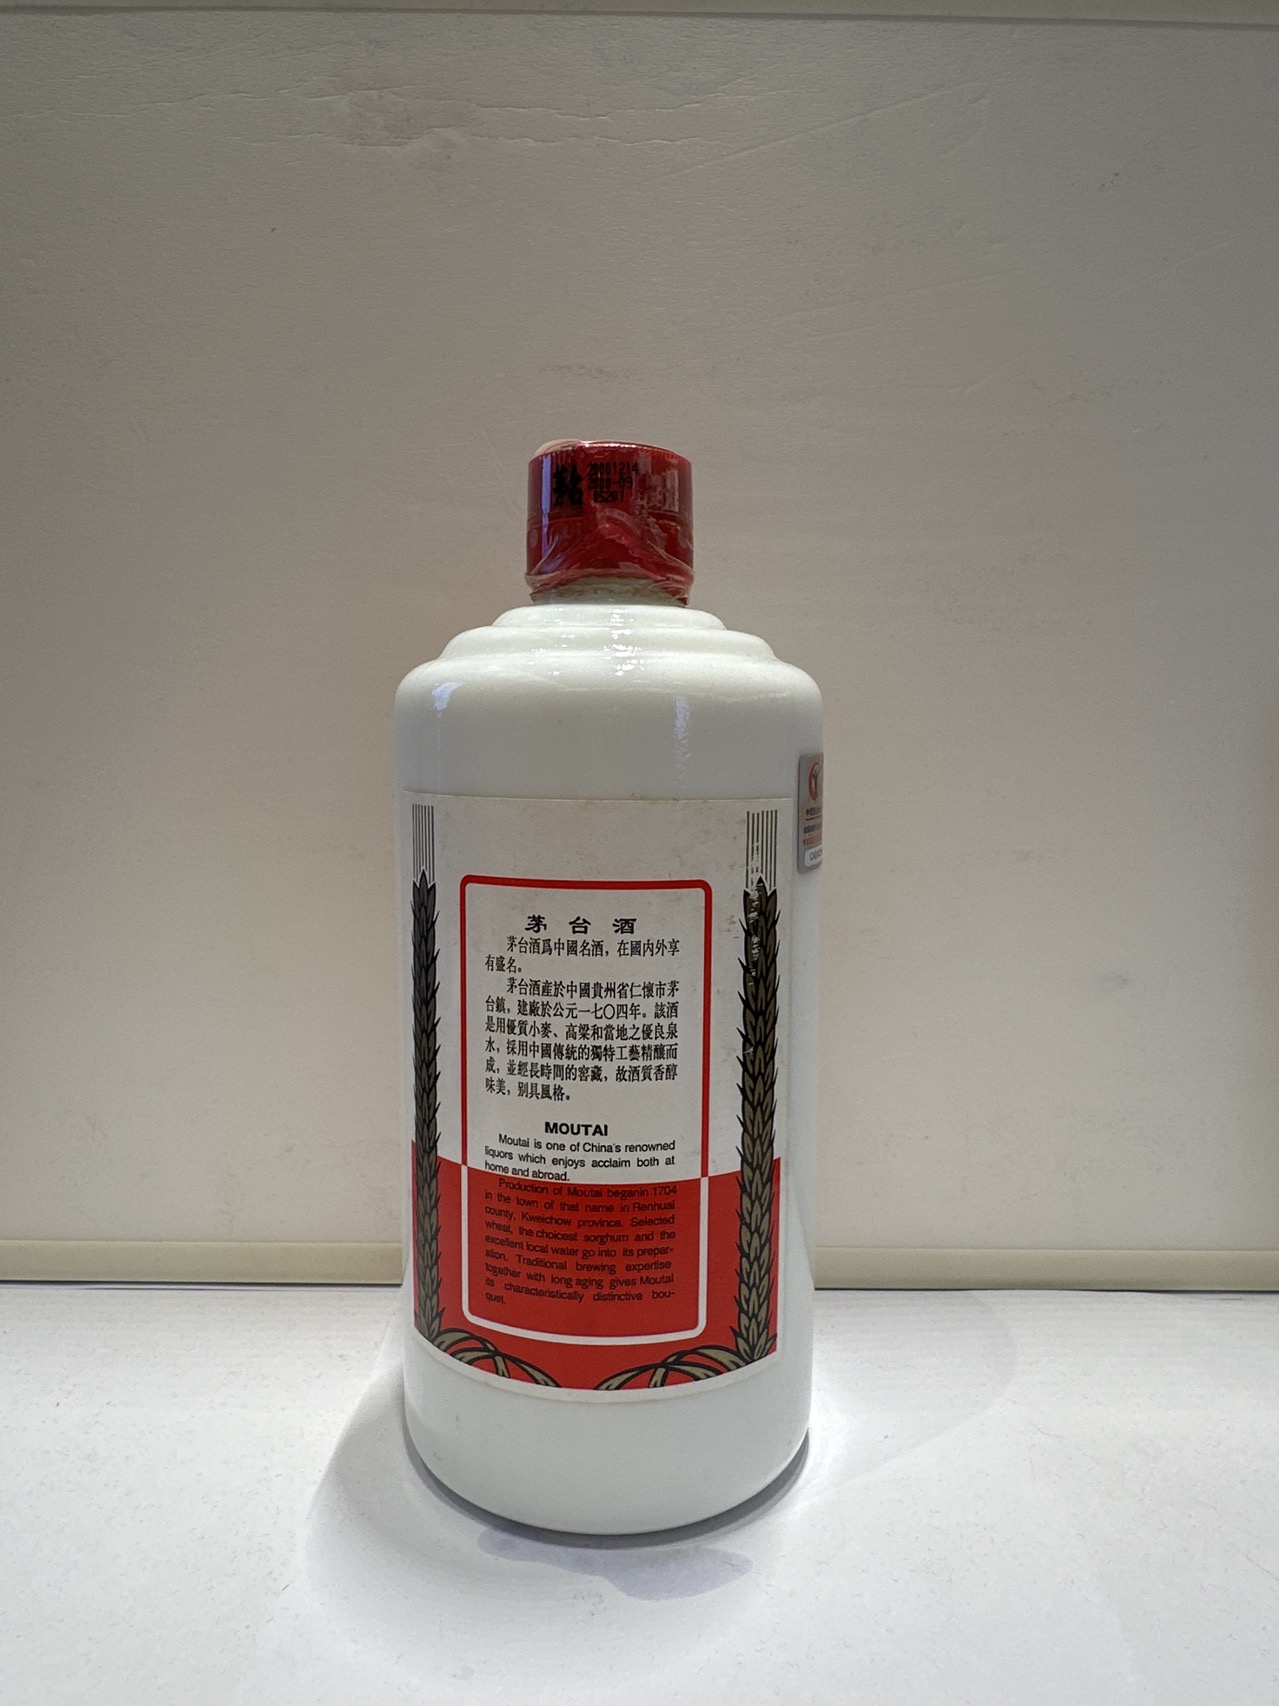 茅台
20001214
2000-09
05207
茅台酒
茅台酒爲中國名酒，在國内外享
有盛名。
茅台酒產於中國貴州省仁懷市茅
台鎮，建廠於公元一七〇四年。該酒
是用優質小麥、高粱和當地之優良泉
水，採用中國傳統的獨特工藝精釀而
成，並經長時間的窖藏，故酒質香醇
味美，别具風格。
MOUTAI
Moutai is one of China's renowned
liquors which enjoys acclaim both at
home and abroad.
Production of Moutai beganin 1704
in the town of that name in Renhuai
county, Kweichow province. Selected
wheat, the choicest sorghum and the
excellent local water go into its prepar-
ation. Traditional brewing expertise
together with long aging gives Moutai
its characteristically distinctive bou-
quet.